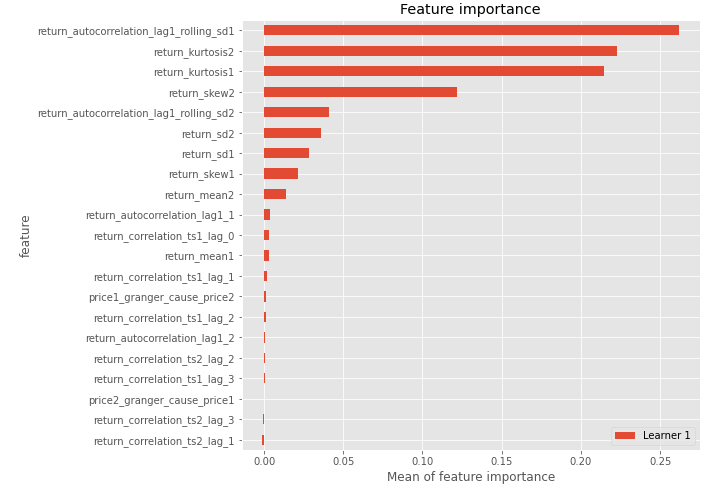 Feature importance
return_autocorrelation_lag1_rolling_sd1
return_kurtosis2
return_kurtosis1
return_skew2
return_autocorrelation_lag1_rolling_sd2
return_sd2
return_sd1
return_skew1
return_mean2
return_autocorrelation_lag1_1
return_correlation_ts1_lag_0
return_mean1
return_correlation_ts1_lag_1
price1_granger_cause_price2
return_correlation_ts1_lag_2
return_autocorrelation_lag1_2
return_correlation_ts2_lag_2
return_correlation_ts1_lag_3
price2_granger_cause_price1
return_correlation_ts2_lag_3
return_correlation_ts2_lag_1
feature
Learner 1
0.00 0.05 0.10 0.15 0.20 0.25
Mean of feature importance